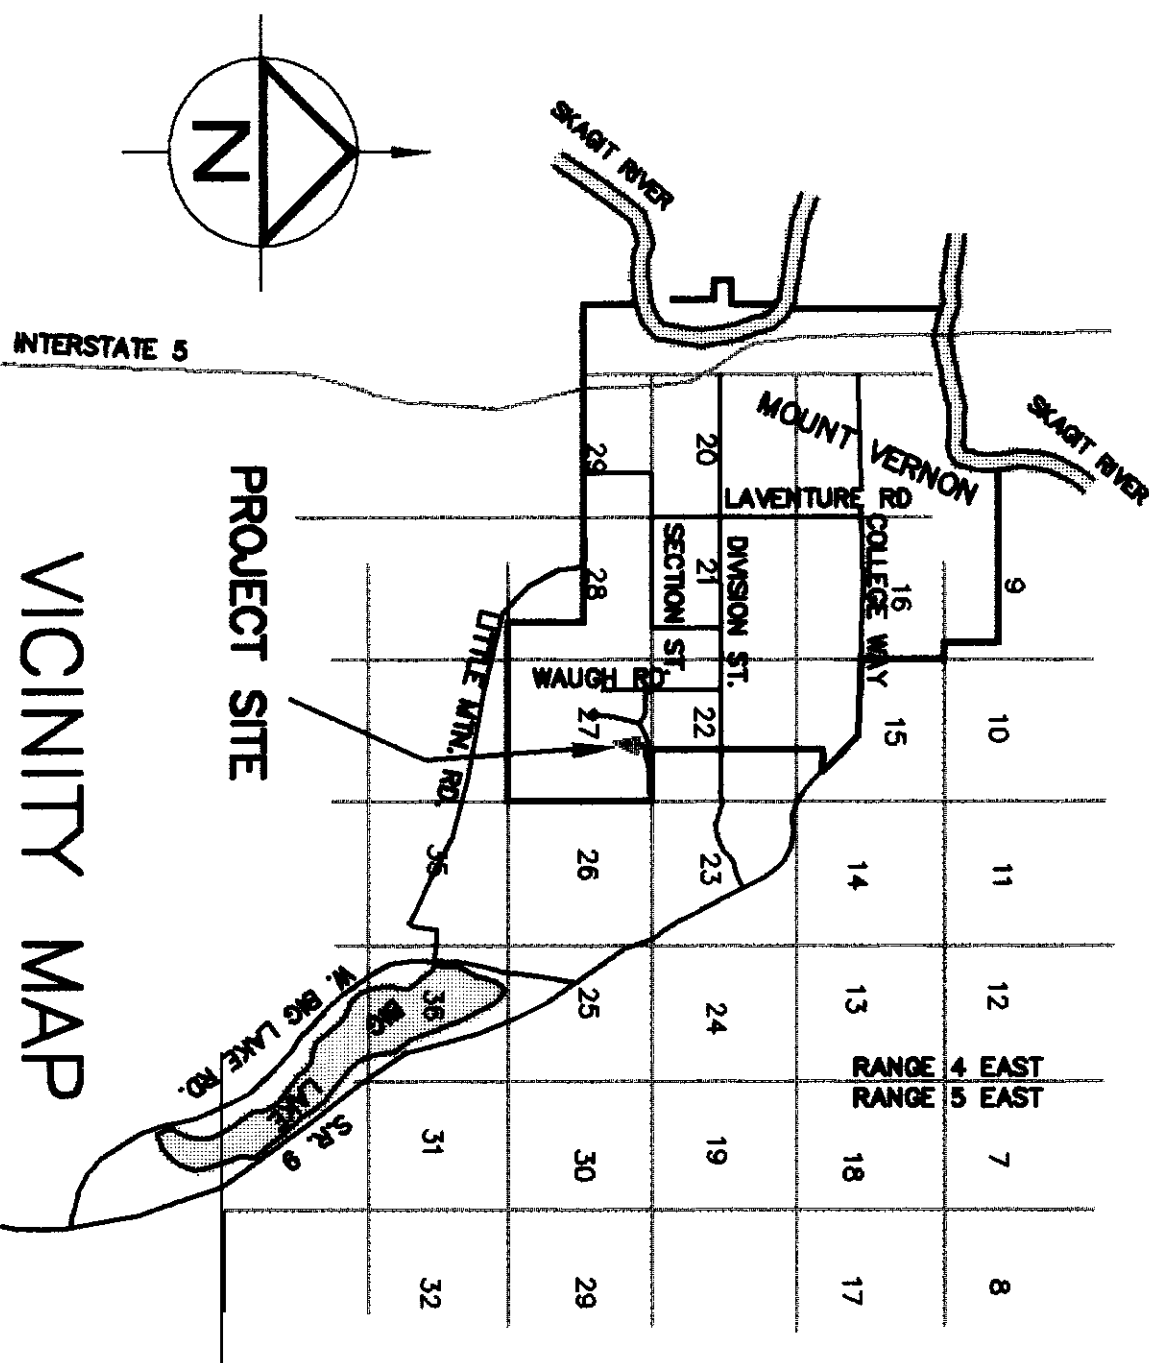 N
SKAGIT RIVER
SKAGIT RIVER
INTERSTATE 5
MOUNT VERNON
LAVENTURE RD
COLLEGE WAY
DIVISION ST.
SECTION ST.
WAUGH RD
LITTLE MTN. RD.
20
29
28
21
16
9
27
22
15
10
35
26
23
14
11
36
25
24
13
12
RANGE 4 EAST
RANGE 5 EAST
31
30
19
18
7
32
29
17
8
W. BIG LAKE RD.
BIG
LAKE
S.R. 9
PROJECT SITE
VICINITY MAP